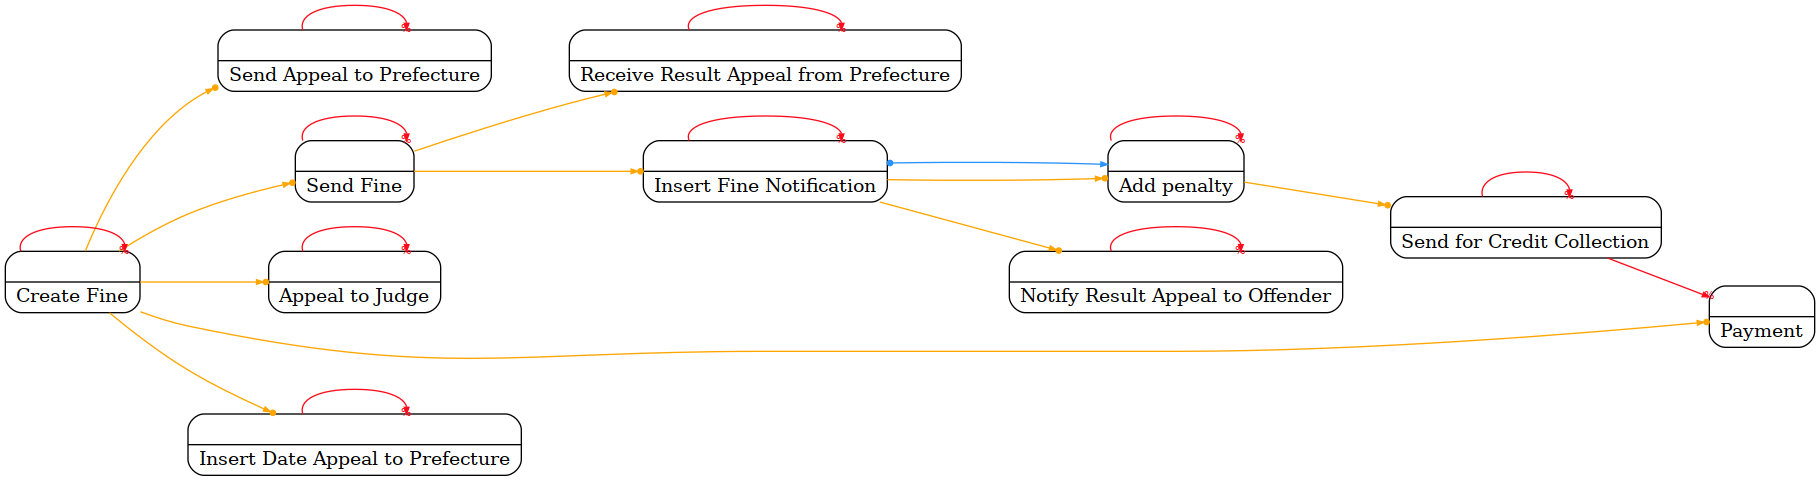 Send Appeal to Prefecture
Receive Result Appeal from Prefecture
Send Fine
Insert Fine Notification
Add penalty
Send for Credit Collection
Create Fine
Appeal to Judge
Notify Result Appeal to Offender
Payment
Insert Date Appeal to Prefecture
%
%
%
%
%
%
%
%
%
%
%